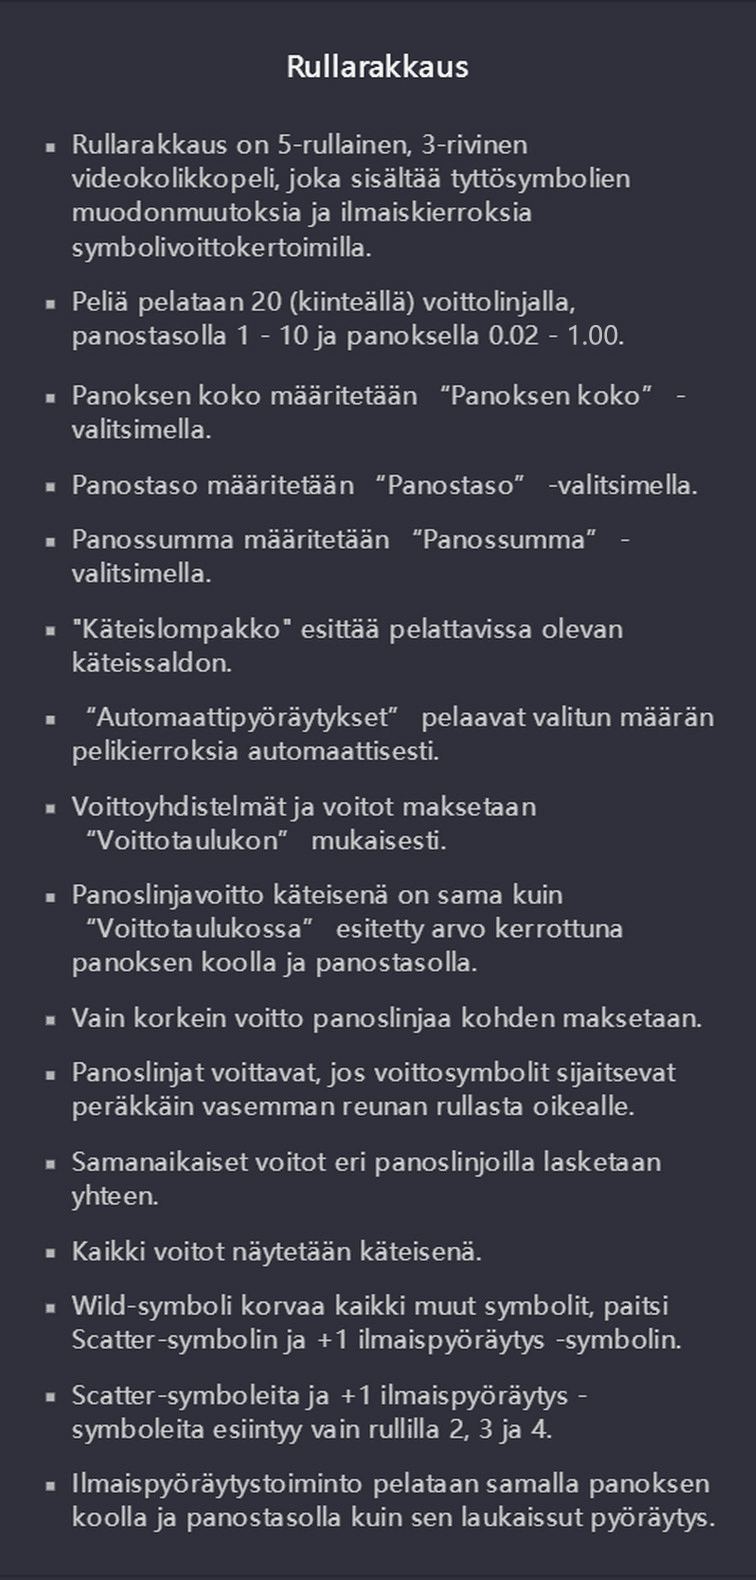 Rullarakkaus
▪ Rullarakkaus on 5-rullainen, 3-rivinen
videokolikkopeli, joka sisältää tyttösymbolien
muodonmuutoksia ja ilmaiskierroksia
symbolivoittokertoimilla.
▪ Peliä pelataan 20 (kiinteällä) voittolinjalla,
panostasolla 1 - 10 ja panoksella 0.02 - 1.00.
▪ Panoksen koko määritetään “Panoksen koko” -
valitsimella.
▪ Panostaso määritetään “Panostaso” -valitsimella.
▪ Panossumma määritetään “Panossumma” -
valitsimella.
▪ "Käteislompakko" esittää pelattavissa olevan
käteissaldon.
▪ “Automaattipyöräytykset” pelaavat valitun määrän
pelikierroksia automaattisesti.
▪ Voittoyhdistelmät ja voitot maksetaan
“Voittotaulukon” mukaisesti.
▪ Panoslinjavoitto käteisenä on sama kuin
“Voittotaulukossa” esitetty arvo kerrottuna
panoksen koolla ja panostasolla.
▪ Vain korkein voitto panoslinjaa kohden maksetaan.
▪ Panoslinjat voittavat, jos voittosymbolit sijaitsevat
peräkkäin vasemman reunan rullasta oikealle.
▪ Samanaikaiset voitot eri panoslinjoilla lasketaan
yhteen.
▪ Kaikki voitot näytetään käteisenä.
▪ Wild-symboli korvaa kaikki muut symbolit, paitsi
Scatter-symbolin ja +1 ilmaispyöräytys -symbolin.
▪ Scatter-symboleita ja +1 ilmaispyöräytys -
symboleita esiintyy vain rullilla 2, 3 ja 4.
▪ Ilmaispyöräytystoiminto pelataan samalla panoksen
koolla ja panostasolla kuin sen laukaissut pyöräytys.